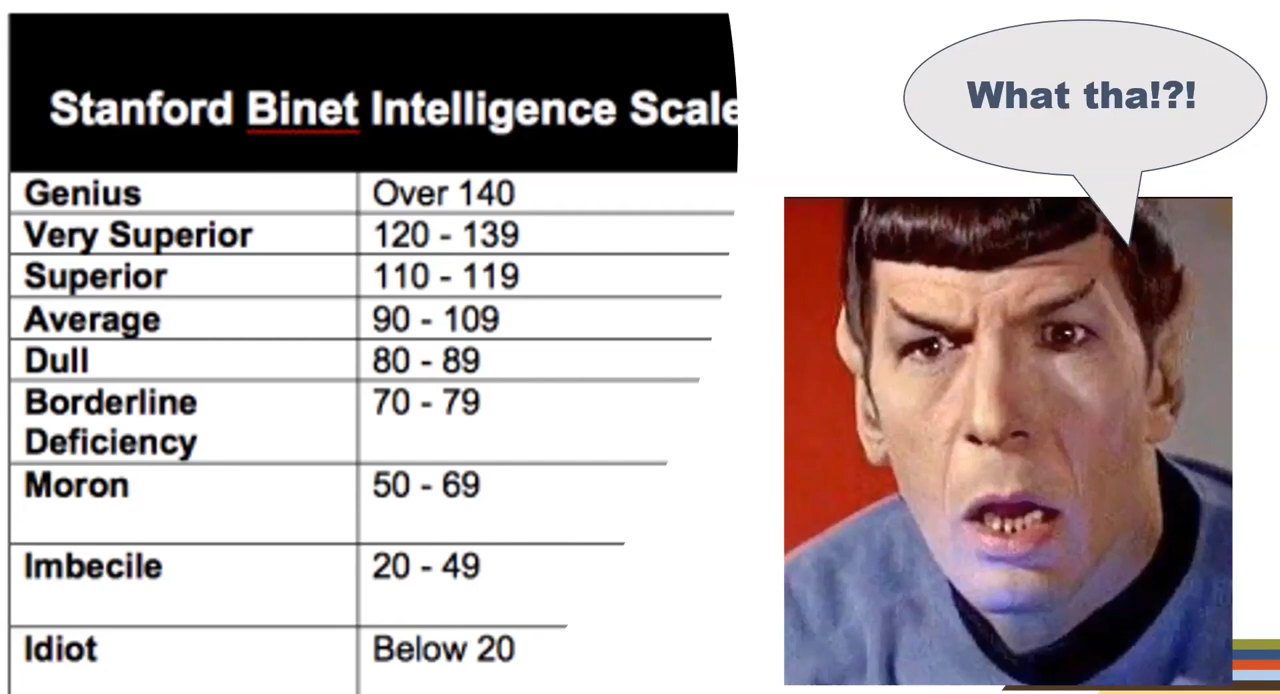 Stanford Binet Intelligence Scale
Genius Over 140
Very Superior 120 - 139
Superior 110 - 119
Average 90 - 109
Dull 80 - 89
Borderline 70 - 79
Deficiency
Moron 50 - 69
Imbecile 20 - 49
Idiot Below 20
What tha!?!